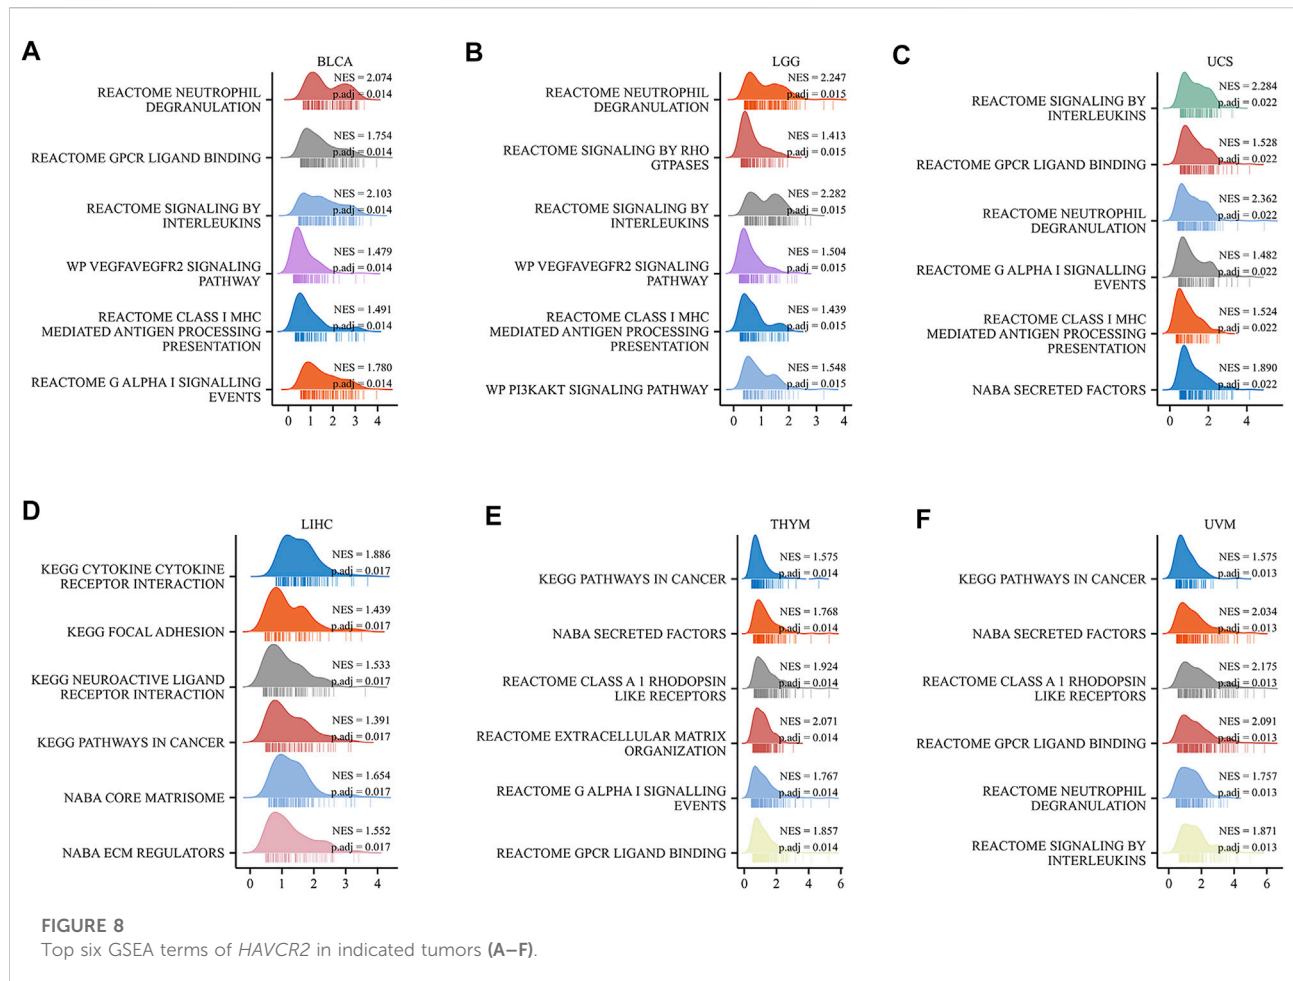 A
BLCA
REACTOME NEUTROPHIL
DEGRANULATION
NES = 2.074
p.adj = 0.014
REACTOME GPCR LIGAND BINDING
NES = 1.754
p.adj = 0.014
REACTOME SIGNALING BY
INTERLEUKINS
NES = 2.103
p.adj = 0.014
WP VEGFAVEGFR2 SIGNALING
PATHWAY
NES = 1.479
p.adj = 0.014
REACTOME CLASS I MHC
MEDIATED ANTIGEN PROCESSING
PRESENTATION
NES = 1.491
p.adj = 0.014
REACTOME G ALPHA I SIGNALLING
EVENTS
NES = 1.780
p.adj = 0.014
0 1 2 3 4
B
LGG
REACTOME NEUTROPHIL
DEGRANULATION
NES = 2.247
p.adj = 0.015
REACTOME SIGNALING BY RHO
GTPASES
NES = 1.413
p.adj = 0.015
REACTOME SIGNALING BY
INTERLEUKINS
NES = 2.282
p.adj = 0.015
WP VEGFAVEGFR2 SIGNALING
PATHWAY
NES = 1.504
p.adj = 0.015
REACTOME CLASS I MHC
MEDIATED ANTIGEN PROCESSING
PRESENTATION
NES = 1.439
p.adj = 0.015
WP PI3KAKT SIGNALING PATHWAY
NES = 1.548
p.adj = 0.015
0 1 2 3 4
C
UCS
REACTOME SIGNALING BY
INTERLEUKINS
NES = 2.284
p.adj = 0.022
REACTOME GPCR LIGAND BINDING
NES = 1.528
p.adj = 0.022
REACTOME NEUTROPHIL
DEGRANULATION
NES = 2.362
p.adj = 0.022
REACTOME G ALPHA I SIGNALLING
EVENTS
NES = 1.482
p.adj = 0.022
REACTOME CLASS I MHC
MEDIATED ANTIGEN PROCESSING
PRESENTATION
NES = 1.524
p.adj = 0.022
NABA SECRETED FACTORS
NES = 1.890
p.adj = 0.022
0 2 4
D
LIHC
KEGG CYTOKINE CYTOKINE
RECEPTOR INTERACTION
NES = 1.886
p.adj = 0.017
KEGG FOCAL ADHESION
NES = 1.439
p.adj = 0.017
KEGG NEUROACTIVE LIGAND
RECEPTOR INTERACTION
NES = 1.533
p.adj = 0.017
KEGG PATHWAYS IN CANCER
NES = 1.391
p.adj = 0.017
NABA CORE MATRISOME
NES = 1.654
p.adj = 0.017
NABA ECM REGULATORS
NES = 1.552
p.adj = 0.017
0 1 2 3 4
E
THYM
KEGG PATHWAYS IN CANCER
NES = 1.575
p.adj = 0.014
NABA SECRETED FACTORS
NES = 1.768
p.adj = 0.014
REACTOME CLASS A 1 RHODOPSIN
LIKE RECEPTORS
NES = 1.924
p.adj = 0.014
REACTOME EXTRACELLULAR MATRIX
ORGANIZATION
NES = 2.071
p.adj = 0.014
REACTOME G ALPHA I SIGNALLING
EVENTS
NES = 1.767
p.adj = 0.014
REACTOME GPCR LIGAND BINDING
NES = 1.857
p.adj = 0.014
0 2 4 6
F
UVM
KEGG PATHWAYS IN CANCER
NES = 1.575
p.adj = 0.013
NABA SECRETED FACTORS
NES = 2.034
p.adj = 0.013
REACTOME CLASS A 1 RHODOPSIN
LIKE RECEPTORS
NES = 2.175
p.adj = 0.013
REACTOME GPCR LIGAND BINDING
NES = 2.091
p.adj = 0.013
REACTOME NEUTROPHIL
DEGRANULATION
NES = 1.757
p.adj = 0.013
REACTOME SIGNALING BY
INTERLEUKINS
NES = 1.871
p.adj = 0.013
0 2 4 6
FIGURE 8
Top six GSEA terms of HAVCR2 in indicated tumors (A–F).